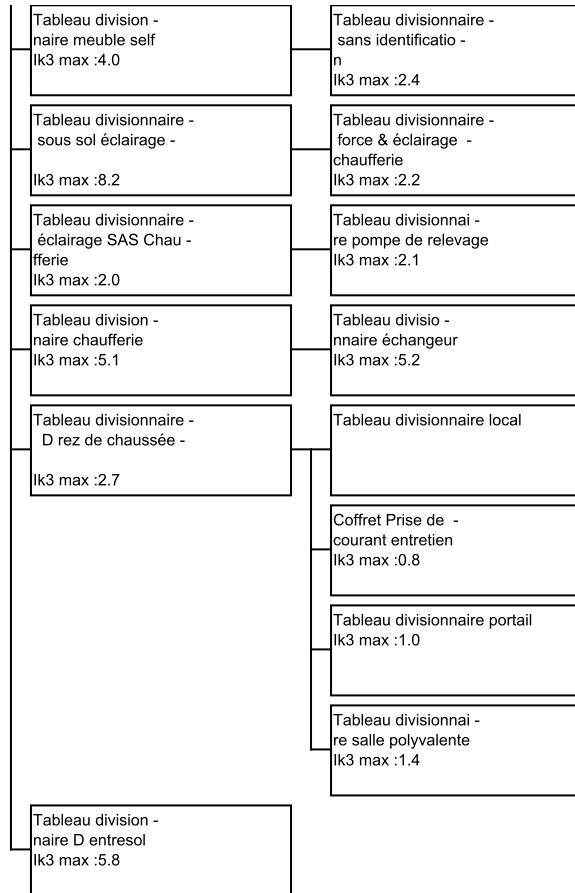 Tableau division -
naire meuble self
Ik3 max :4.0
Tableau divisionnaire -
sans identificatio -
n
Ik3 max :2.4
Tableau divisionnaire -
sous sol éclairage -
Ik3 max :8.2
Tableau divisionnaire -
force & éclairage -
chaufferie
Ik3 max :2.2
Tableau divisionnaire -
éclairage SAS Chau -
fferie
Ik3 max :2.0
Tableau divisionnai -
re pompe de relevage
Ik3 max :2.1
Tableau division -
naire chaufferie
Ik3 max :5.1
Tableau divisio -
nnaire échangeur
Ik3 max :5.2
Tableau divisionnaire -
D rez de chaussée -
Ik3 max :2.7
Tableau divisionnaire local
Coffret Prise de -
courant entretien
Ik3 max :0.8
Tableau divisionnaire portail
Ik3 max :1.0
Tableau divisionnai -
re salle polyvalente
Ik3 max :1.4
Tableau division -
naire D entresol
Ik3 max :5.8